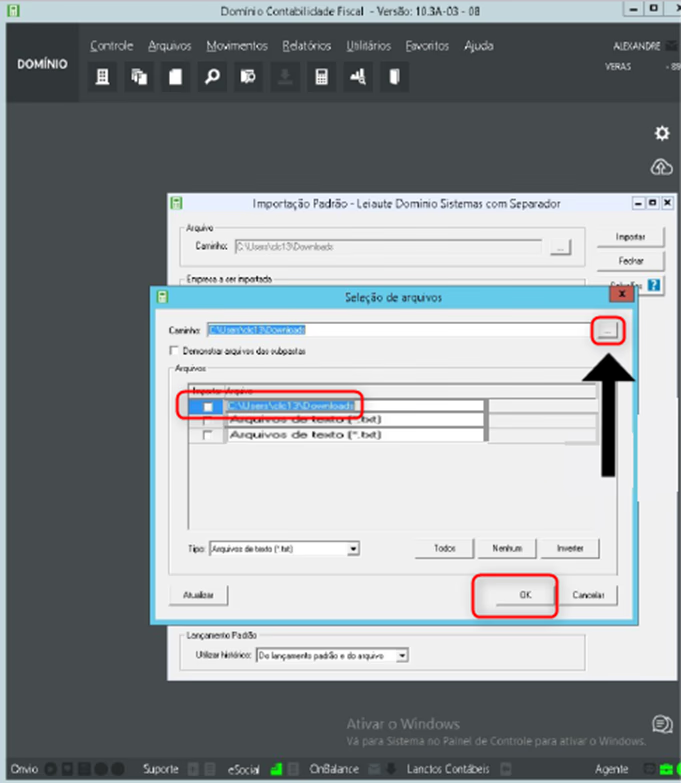 Domínio Contabilidade Fiscal - Versão: 10.3A-03 - 08
DOMÍNIO
Controle Arquivos Movimentos Relatórios Utilitários Favoritos Ajuda
ALEXANDRE
VERAS
Importação Padrão - Leiaute Domínio Sistemas com Separador
Arquivo
Caminho: C:\Users\clc13\Downloads ...
Importar
Fechar
Empresa a ser importada
Seleção de arquivos
Caminho: C:\Users\clc13\Downloads ...
Demonstrar arquivos das subpastas
Arquivos
Importar Arquivo
C:\Users\clc13\Downloads
Arquivos de texto (*.txt)
Arquivos de texto (*.txt)
Tipo: Arquivos de texto (*.txt) Todos Nenhum Inverter
Atualizar OK Cancelar
Lançamento Padrão
Utilizar histórico: Do lançamento padrão e do arquivo
Ativar o Windows
Vá para Sistema no Painel de Controle para ativar o Windows.
Onvio Suporte eSocial OnBalance Lanctos Contábeis Agente